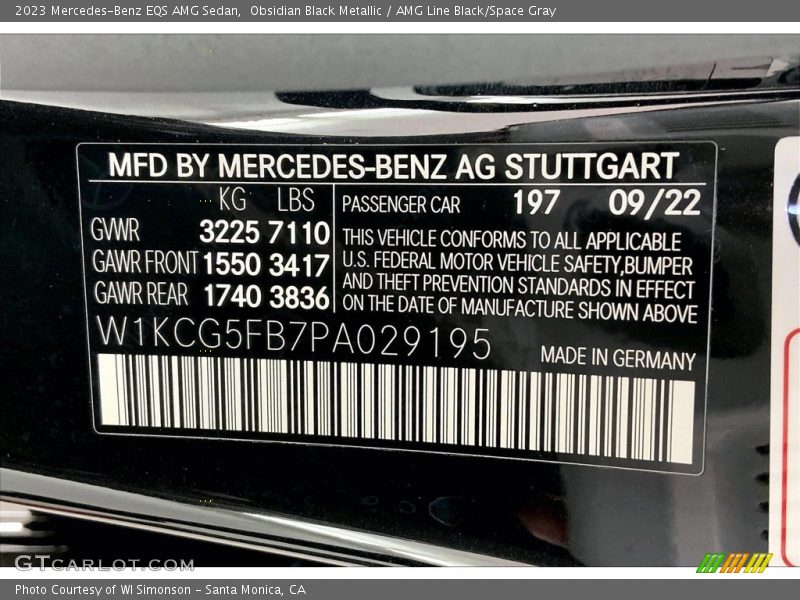 2023 Mercedes-Benz EQS AMG Sedan,  Obsidian Black Metallic / AMG Line Black/Space Gray
MFD BY MERCEDES-BENZ AG STUTTGART
KG LBS
GVWR 3225 7110
GAWR FRONT 1550 3417
GAWR REAR 1740 3836
PASSENGER CAR 197 09/22
THIS VEHICLE CONFORMS TO ALL APPLICABLE
U.S. FEDERAL MOTOR VEHICLE SAFETY,BUMPER
AND THEFT PREVENTION STANDARDS IN EFFECT
ON THE DATE OF MANUFACTURE SHOWN ABOVE
W1KCG5FB7PA029195
MADE IN GERMANY
GTCARLOT.COM
Photo Courtesy of WI Simonson - Santa Monica, CA